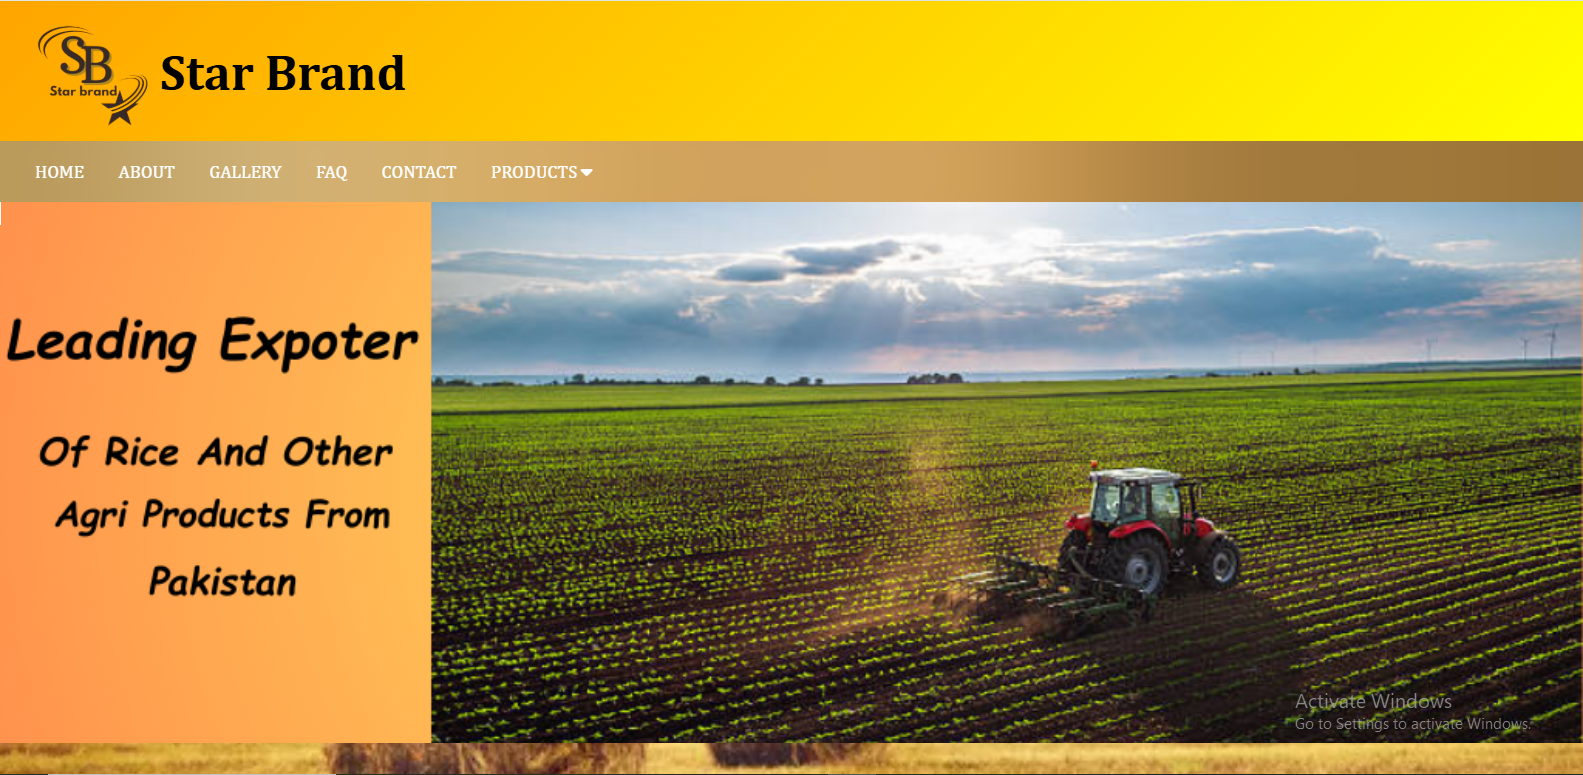 SB
Star brand
Star Brand
HOME ABOUT GALLERY FAQ CONTACT PRODUCTS
Leading Expoter
Of Rice And Other
Agri Products From
Pakistan
Activate Windows
Go to Settings to activate Windows.